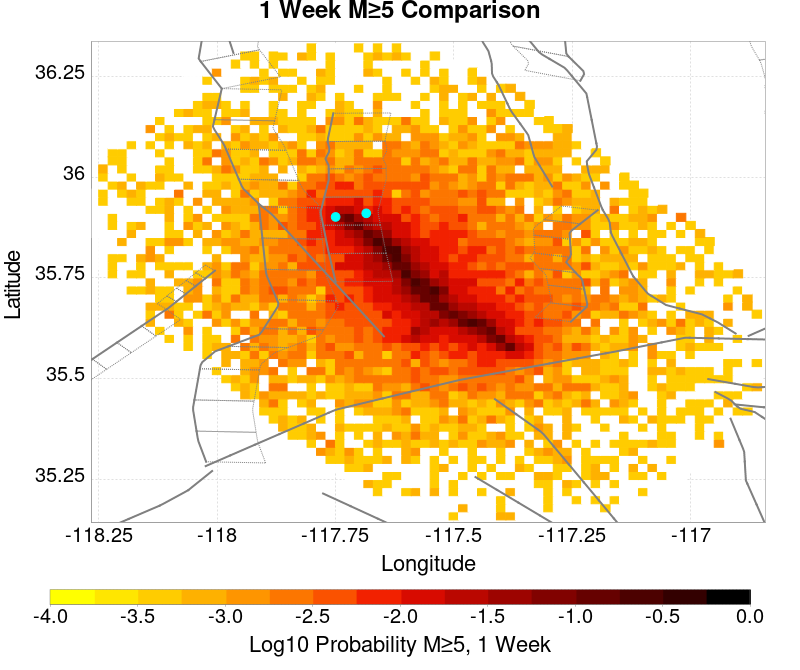 1 Week M≥5 Comparison
36.25
36
35.75
35.5
35.25
Latitude
-118.25 -118 -117.75 -117.5 -117.25 -117
Longitude
-4.0 -3.5 -3.0 -2.5 -2.0 -1.5 -1.0 -0.5 0.0
Log10 Probability M≥5, 1 Week